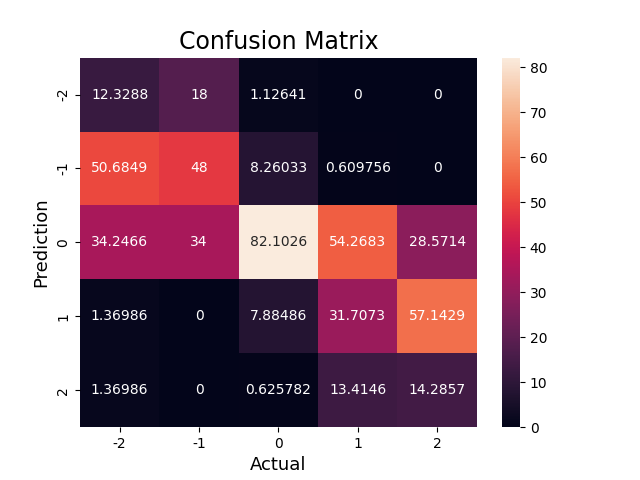 Confusion Matrix
80
-2 12.3288 18 1.12641 0 0
70
60
-1 50.6849 48 8.26033 0.609756 0
50
Prediction
0 34.2466 34 82.1026 54.2683 28.5714
40
30
1 1.36986 0 7.88486 31.7073 57.1429
20
2 1.36986 0 0.625782 13.4146 14.2857
10
0
-2 -1 0 1 2
Actual